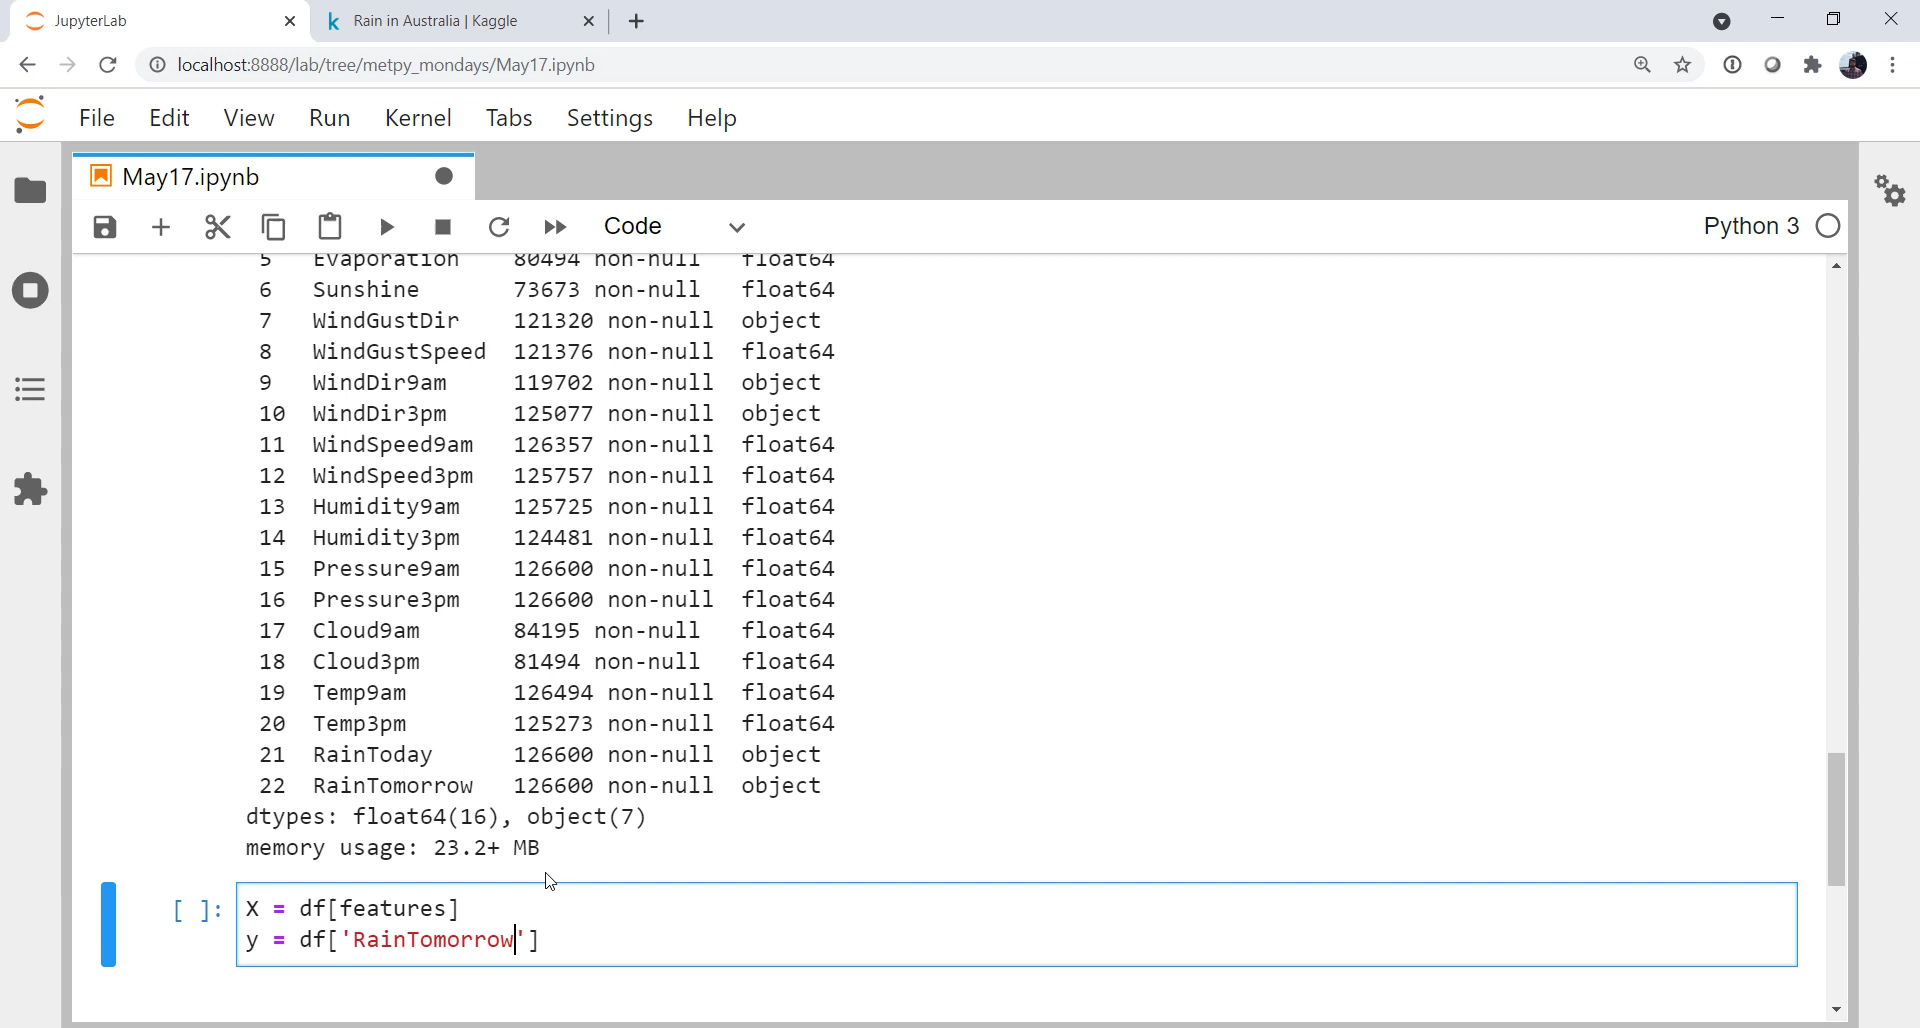 JupyterLab
Rain in Australia | Kaggle
localhost:8888/lab/tree/metpy_mondays/May17.ipynb
File Edit View Run Kernel Tabs Settings Help
May17.ipynb
Code
Python 3
5 Evaporation 80494 non-null float64
6 Sunshine 73673 non-null float64
7 WindGustDir 121320 non-null object
8 WindGustSpeed 121376 non-null float64
9 WindDir9am 119702 non-null object
10 WindDir3pm 125077 non-null object
11 WindSpeed9am 126357 non-null float64
12 WindSpeed3pm 125757 non-null float64
13 Humidity9am 125725 non-null float64
14 Humidity3pm 124481 non-null float64
15 Pressure9am 126600 non-null float64
16 Pressure3pm 126600 non-null float64
17 Cloud9am 84195 non-null float64
18 Cloud3pm 81494 non-null float64
19 Temp9am 126494 non-null float64
20 Temp3pm 125273 non-null float64
21 RainToday 126600 non-null object
22 RainTomorrow 126600 non-null object
dtypes: float64(16), object(7)
memory usage: 23.2+ MB
[ ]: X = df[features]
y = df['RainTomorrow']